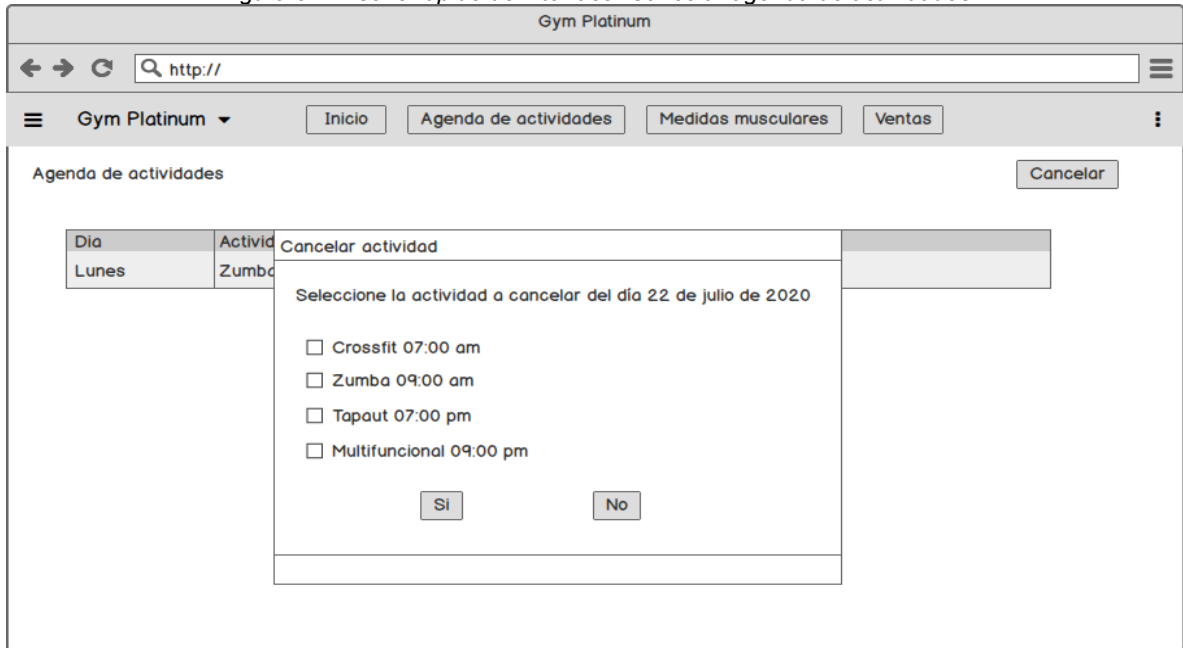 Gym Platinum
http://
Gym Platinum Inicio Agenda de actividades Medidas musculares Ventas
Agenda de actividades Cancelar
Dia Activid
Lunes Zumba
Cancelar actividad
Seleccione la actividad a cancelar del día 22 de julio de 2020
Crossfit 07:00 am
Zumba 09:00 am
Tapaut 07:00 pm
Multifuncional 09:00 pm
Si No